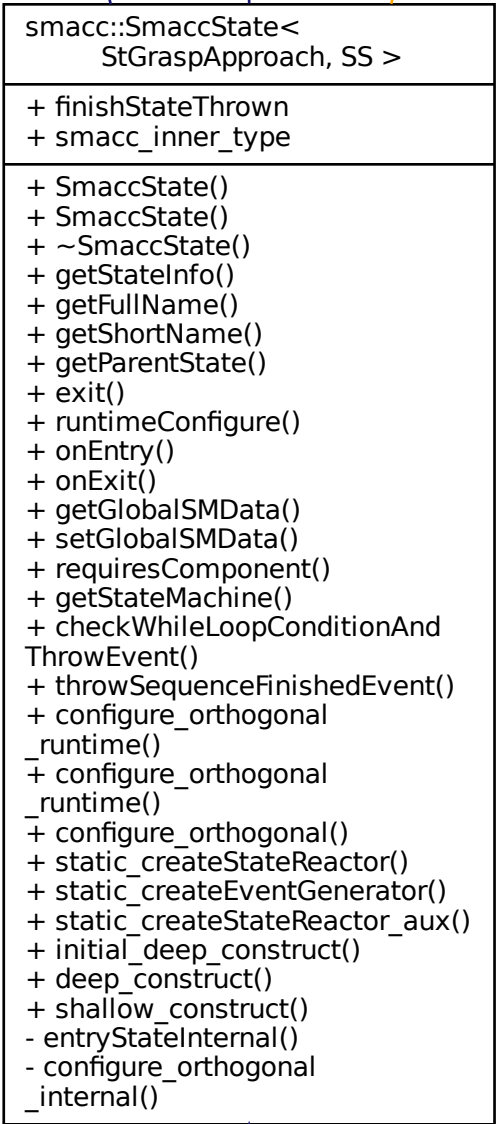 smacc::SmaccState<
StGraspApproach, SS >
+ finishStateThrown
+ smacc_inner_type
+ SmaccState()
+ SmaccState()
+ ~SmaccState()
+ getStateInfo()
+ getFullName()
+ getShortName()
+ getParentState()
+ exit()
+ runtimeConfigure()
+ onEntry()
+ onExit()
+ getGlobalSMData()
+ setGlobalSMData()
+ requiresComponent()
+ getStateMachine()
+ checkWhileLoopConditionAnd
ThrowEvent()
+ throwSequenceFinishedEvent()
+ configure_orthogonal
_runtime()
+ configure_orthogonal
_runtime()
+ configure_orthogonal()
+ static_createStateReactor()
+ static_createEventGenerator()
+ static_createStateReactor_aux()
+ initial_deep_construct()
+ deep_construct()
+ shallow_construct()
- entryStateInternal()
- configure_orthogonal
_internal()